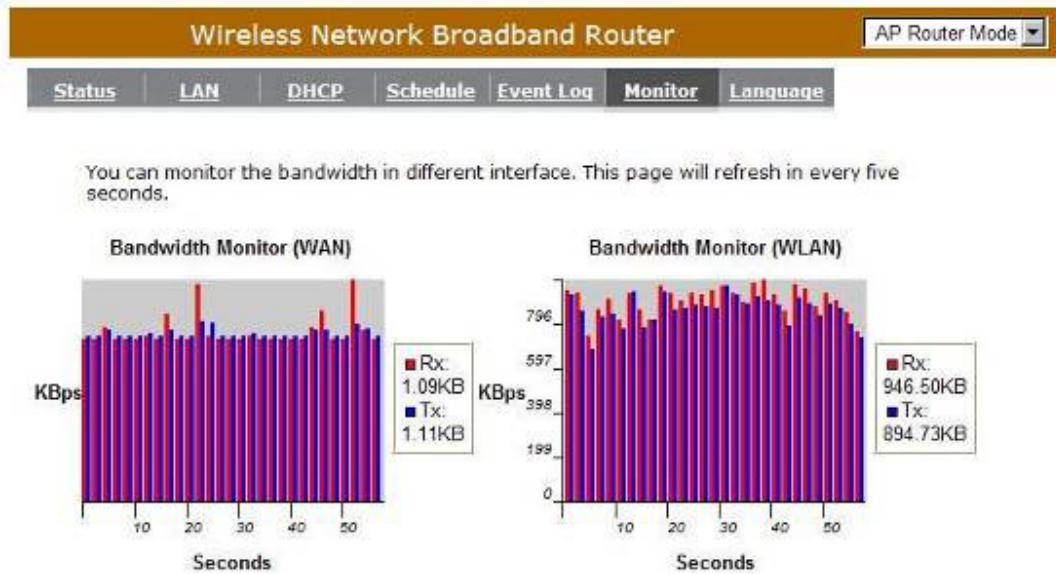 Wireless Network Broadband Router
AP Router Mode
Status LAN DHCP Schedule Event Log Monitor Language
You can monitor the bandwidth in different interface. This page will refresh in every five
seconds.
Bandwidth Monitor (WAN)
KBps
10 20 30 40 50
Seconds
Rx:
1.09KB
Tx:
1.11KB
Bandwidth Monitor (WLAN)
KBps
796
597
398
199
0
10 20 30 40 50
Seconds
Rx:
946.50KB
Tx:
894.73KB